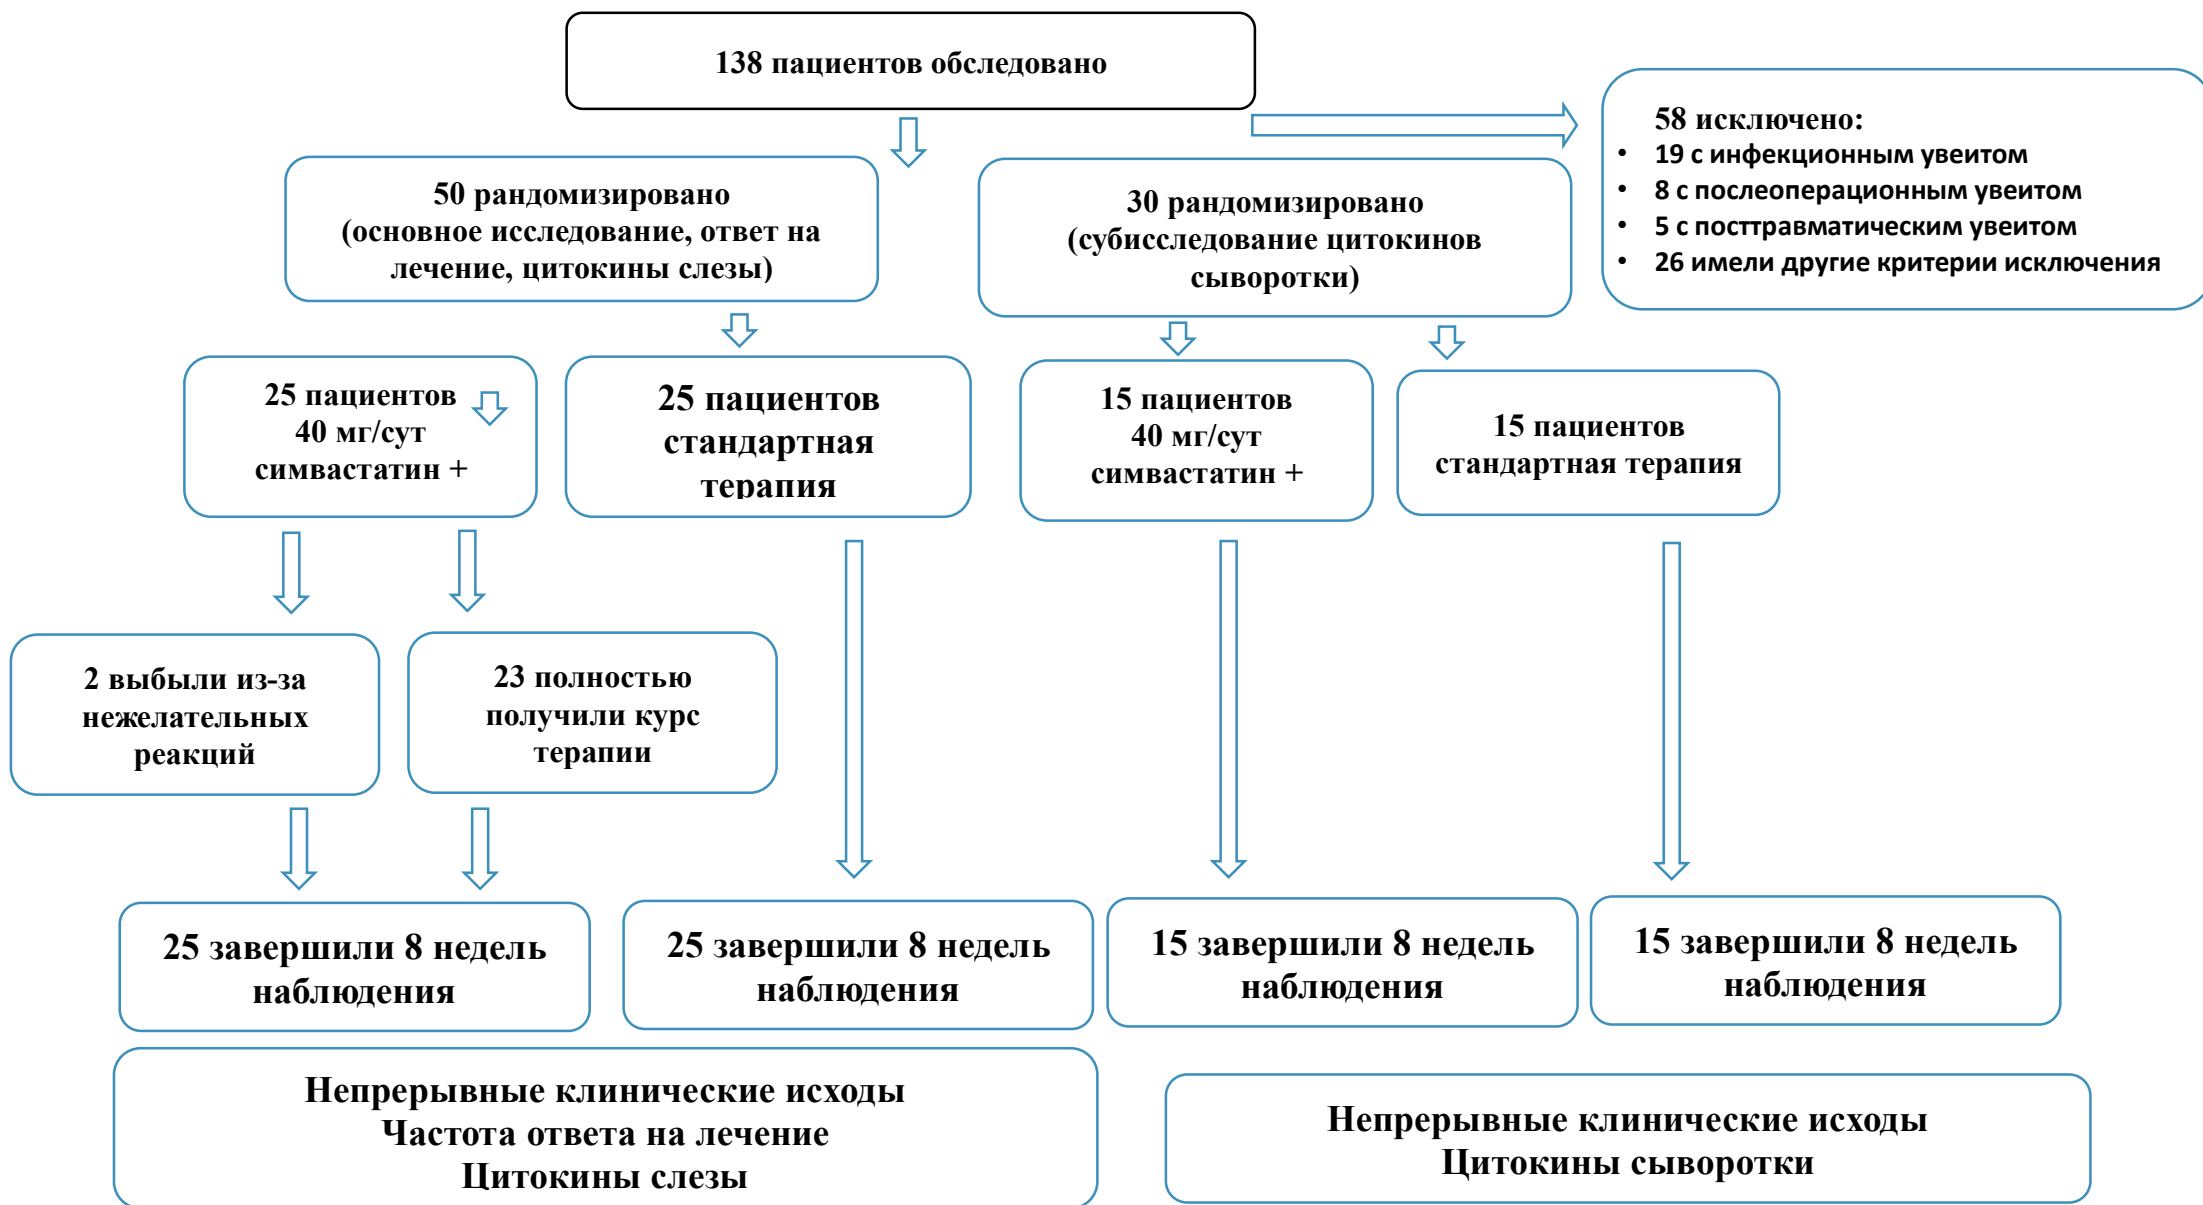 138 пациентов обследовано
58 исключено:
• 19 с инфекционным увеитом
• 8 с послеоперационным увеитом
• 5 с посттравматическим увеитом
• 26 имели другие критерии исключения
50 рандомизировано
(основное исследование, ответ на
лечение, цитокины слезы)
30 рандомизировано
(субисследование цитокинов
сыворотки)
25 пациентов
40 мг/сут
симвастатин +
25 пациентов
стандартная
терапия
15 пациентов
40 мг/сут
симвастатин +
15 пациентов
стандартная терапия
2 выбыли из-за
нежелательных
реакций
23 полностью
получили курс
терапии
25 завершили 8 недель
наблюдения
25 завершили 8 недель
наблюдения
15 завершили 8 недель
наблюдения
15 завершили 8 недель
наблюдения
Непрерывные клинические исходы
Частота ответа на лечение
Цитокины слезы
Непрерывные клинические исходы
Цитокины сыворотки